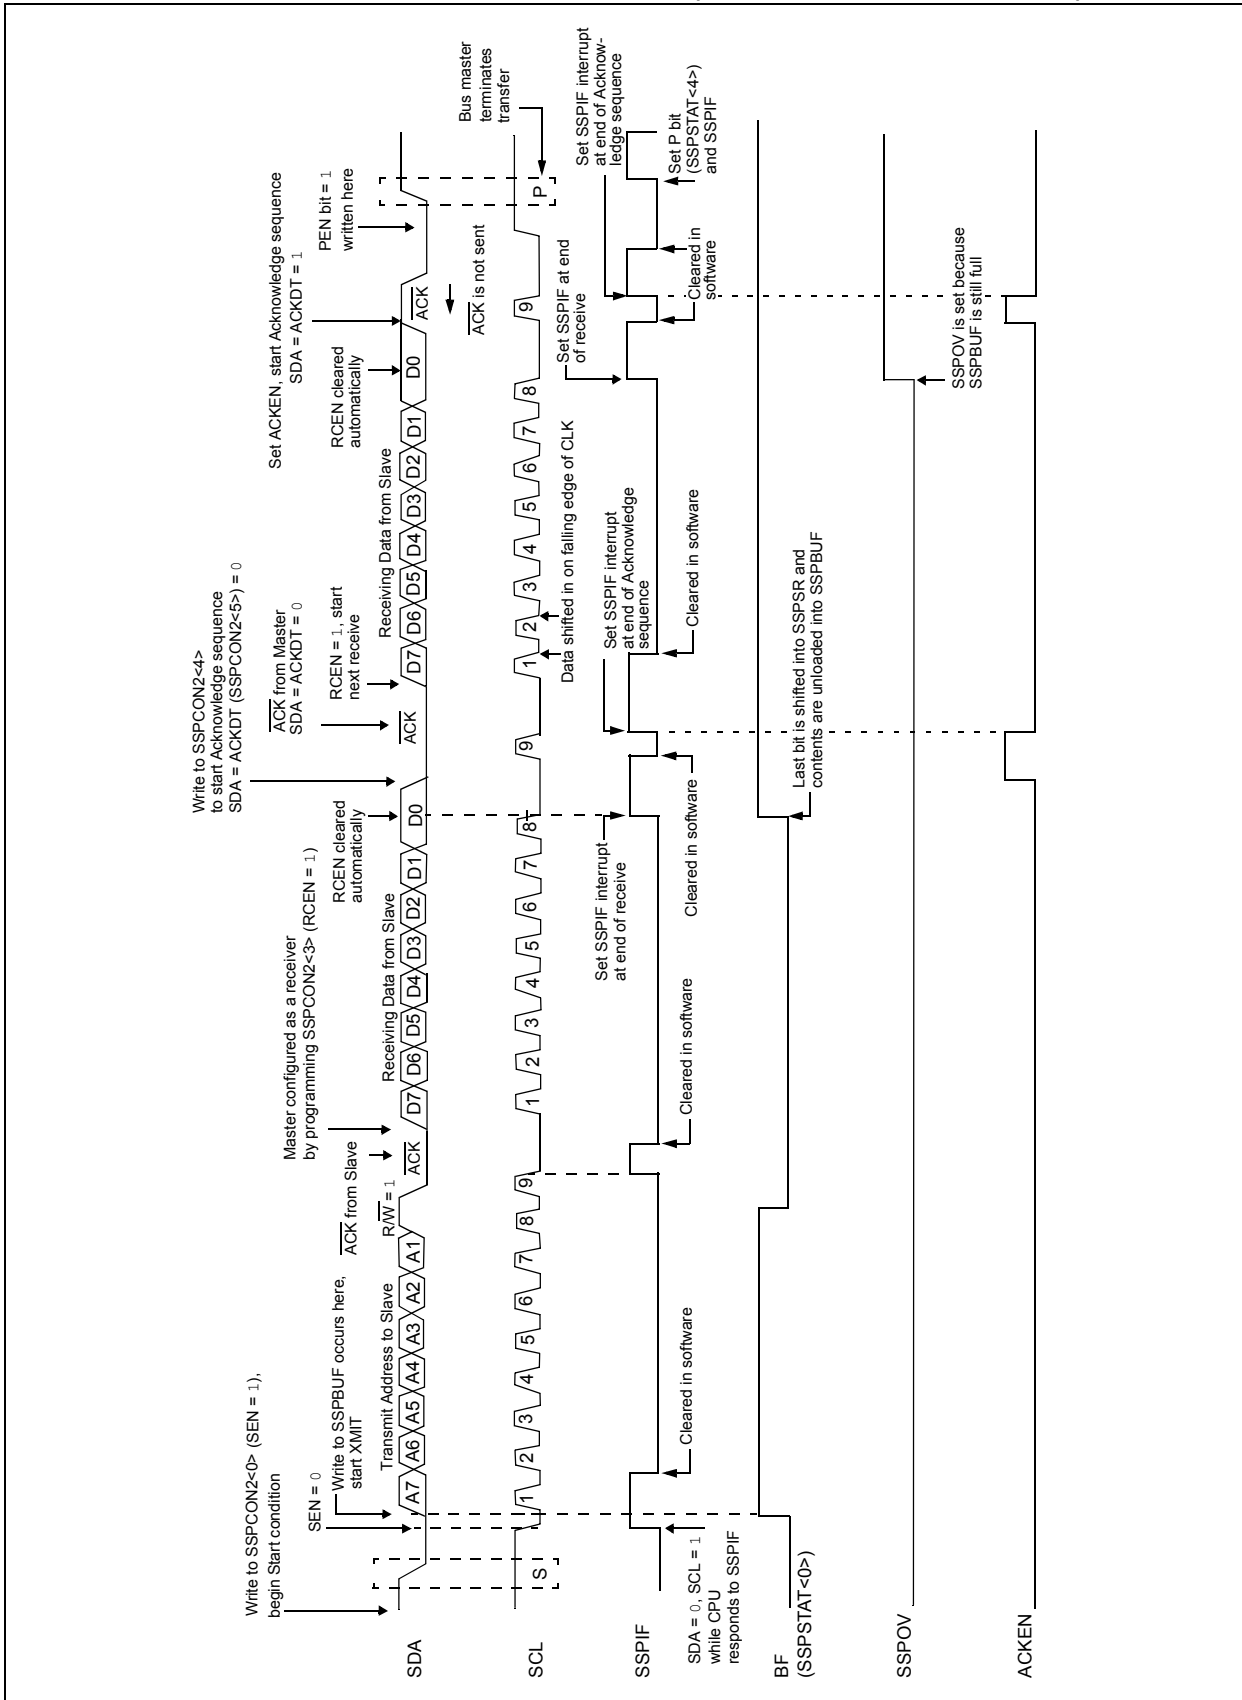 Write to SSPCON2<0> (SEN = 1),
begin Start condition
SEN = 0
Write to SSPBUF occurs here,
start XMIT
Transmit Address to Slave
ACK from Slave
R/W = 1
Master configured as a receiver
by programming SSPCON2<3> (RCEN = 1)
Receiving Data from Slave
RCEN cleared
automatically
Write to SSPCON2<4>
to start Acknowledge sequence
SDA = ACKDT (SSPCON2<5>) = 0
ACK from Master
SDA = ACKDT = 0
RCEN = 1, start
next receive
Receiving Data from Slave
RCEN cleared
automatically
Set ACKEN, start Acknowledge sequence
SDA = ACKDT = 1
PEN bit = 1
written here
SDA
A7 A6 A5 A4 A3 A2 A1
ACK
D7 D6 D5 D4 D3 D2 D1 D0
ACK
D7 D6 D5 D4 D3 D2 D1 D0
ACK
ACK is not sent
Bus master
terminates
transfer
SCL
S
1 2 3 4 5 6 7 8 9
1 2 3 4 5 6 7 8 9
1 2 3 4 5 6 7 8 9
P
Data shifted in on falling edge of CLK
Set SSPIF at end
of receive
Set SSPIF interrupt
at end of Acknow-
ledge sequence
SSPIF
SDA = 0, SCL = 1
while CPU
responds to SSPIF
Cleared in software
Cleared in software
Set SSPIF interrupt
at end of receive
Cleared in software
Set SSPIF interrupt
at end of Acknowledge
sequence
Cleared in software
Cleared in
software
Set P bit
(SSPSTAT<4>)
and SSPIF
BF
(SSPSTAT<0>)
Last bit is shifted into SSPSR and
contents are unloaded into SSPBUF
SSPOV
SSPOV is set because
SSPBUF is still full
ACKEN